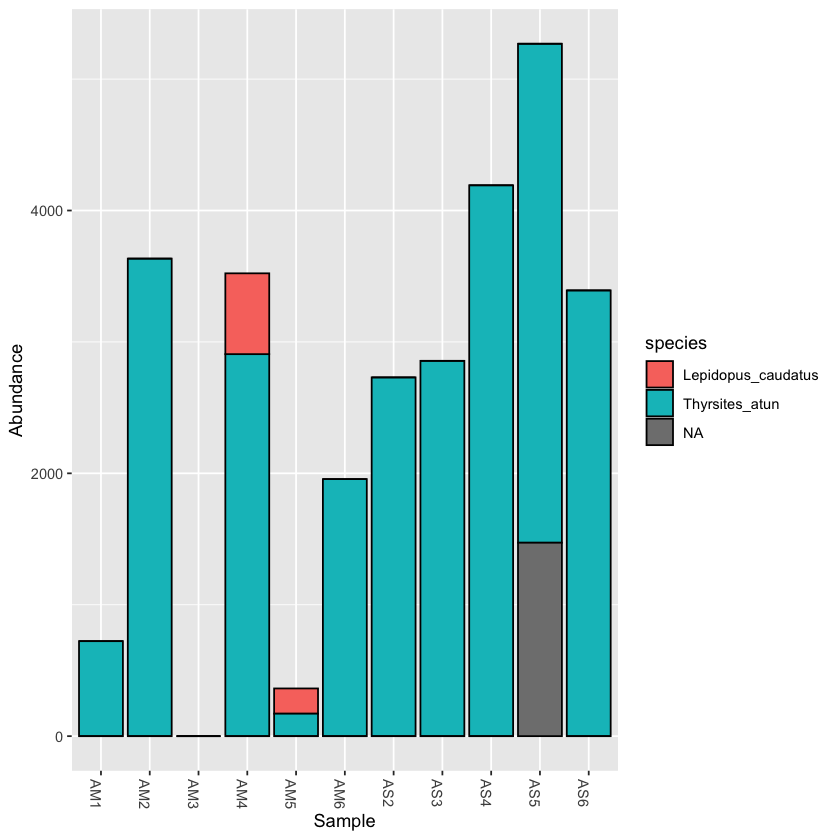 Abundance
4000
2000
0
AM1 AM2 AM3 AM4 AM5 AM6 AS2 AS3 AS4 AS5 AS6
Sample
species
Lepidopus_caudatus
Thyrsites_atun
NA